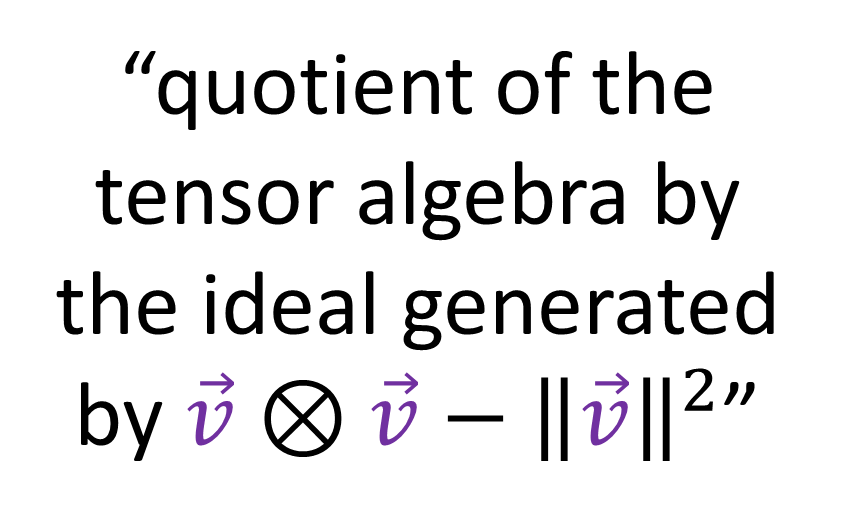 “quotient of the
tensor algebra by
the ideal generated
by v⃗ ⊗ v⃗ − ‖v⃗‖²”